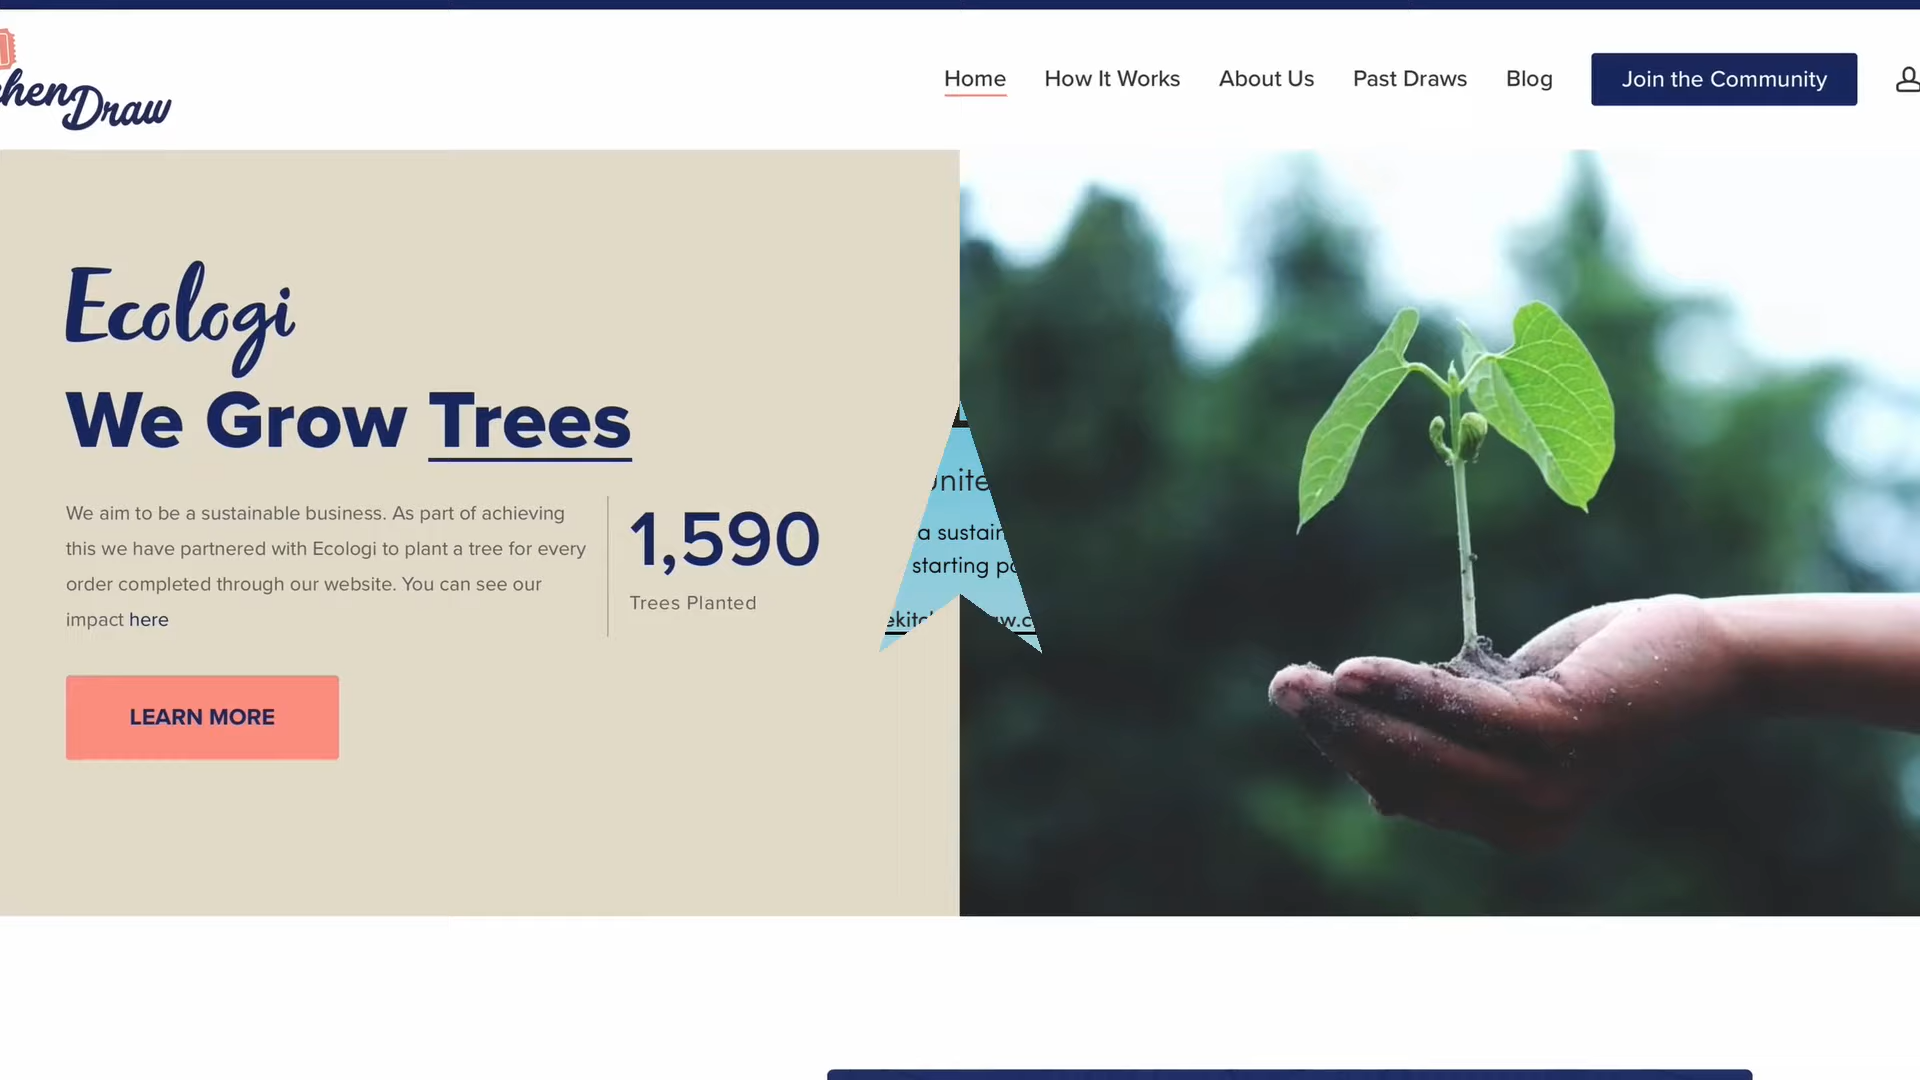 Draw
Home
How It Works
About Us
Past Draws
Blog
Join the Community
Ecologi
We Grow Trees
We aim to be a sustainable business. As part of achieving
this we have partnered with Ecologi to plant a tree for every
order completed through our website. You can see our
impact here
1,590
Trees Planted
LEARN MORE
a
starting